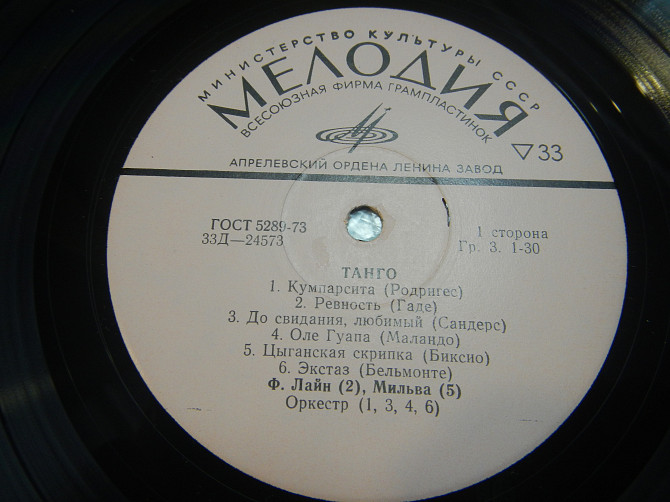 МИНИСТЕРСТВО КУЛЬТУРЫ СССР
МЕЛОДИЯ
ВСЕСОЮЗНАЯ ФИРМА ГРАМПЛАСТИНОК
▽33
АПРЕЛЕВСКИЙ ОРДЕНА ЛЕНИНА ЗАВОД
ГОСТ 5289-73
33Д—24573
1 сторона
Гр. 3. 1-30
ТАНГО
1. Кумпарсита (Родригес)
2. Ревность (Гаде)
3. До свидания, любимый (Сандерс)
4. Оле Гуапа (Маландо)
5. Цыганская скрипка (Биксио)
6. Экстаз (Бельмонте)
Ф. Лайн (2), Мильва (5)
Оркестр (1, 3, 4, 6)